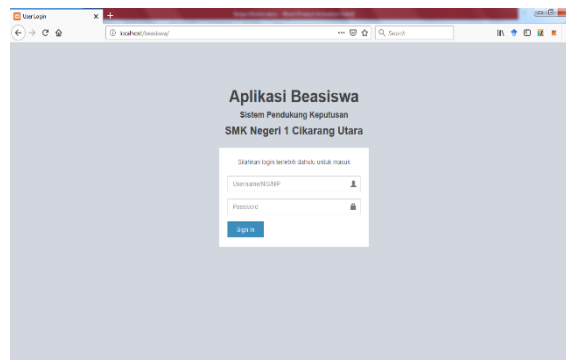 User Login
localhost/beasiswa/
Search
Aplikasi Beasiswa
Sistem Pendukung Keputusan
SMK Negeri 1 Cikarang Utara
Silahkan login terlebih dahulu untuk masuk
Username/NIS/NIP
Password
Sign In